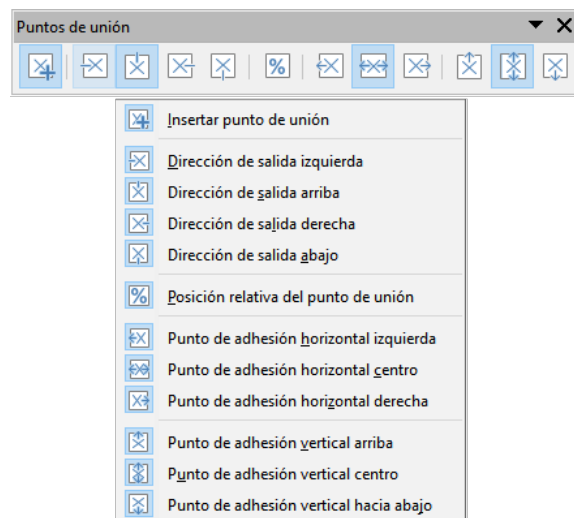 Puntos de unión
%
Insertar punto de unión
Dirección de salida izquierda
Dirección de salida arriba
Dirección de salida derecha
Dirección de salida abajo
% Posición relativa del punto de unión
Punto de adhesión horizontal izquierda
Punto de adhesión horizontal centro
Punto de adhesión horizontal derecha
Punto de adhesión vertical arriba
Punto de adhesión vertical centro
Punto de adhesión vertical hacia abajo